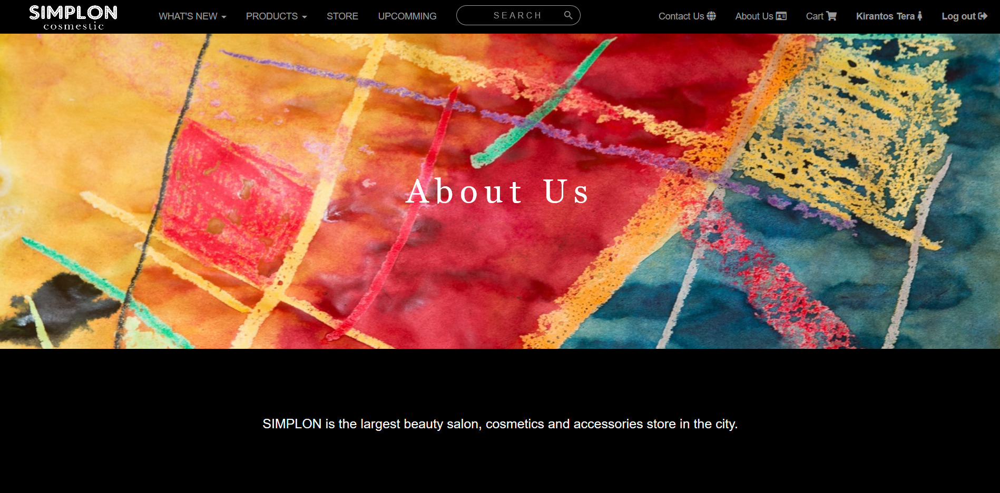 SIMPLON
cosmestic
WHAT'S NEW
PRODUCTS
STORE
UPCOMMING
SEARCH
Contact Us
About Us
Cart
Kirantos Tera
Log out
About Us
SIMPLON is the largest beauty salon, cosmetics and accessories store in the city.